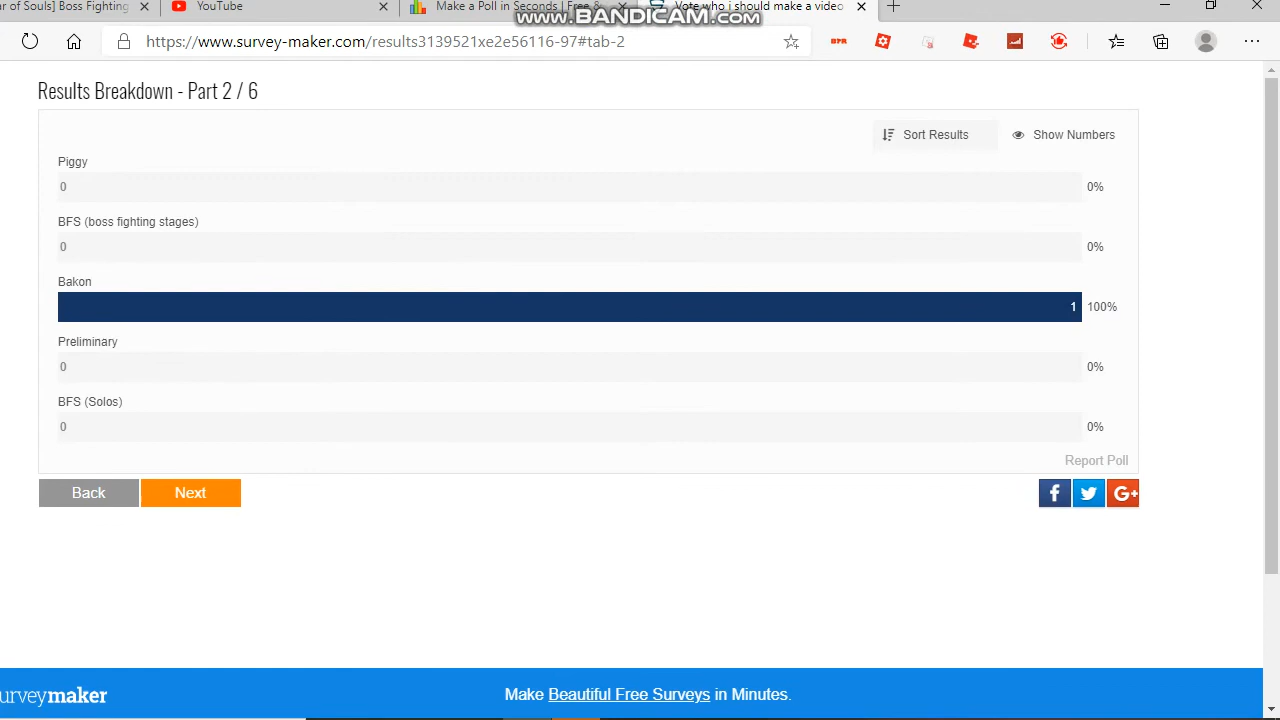 ar of Souls] Boss Fighting
YouTube
Make a Poll in Seconds | Free &
Vote who i should make a video
www.BANDICAM.com
https://www.survey-maker.com/results3139521xe2e56116-97#tab-2
BPR
Results Breakdown - Part 2 / 6
Sort Results
Show Numbers
Piggy
0 0%
BFS (boss fighting stages)
0 0%
Bakon
1 100%
Preliminary
0 0%
BFS (Solos)
0 0%
Report Poll
Back Next
f G+
urveymaker
Make Beautiful Free Surveys in Minutes.